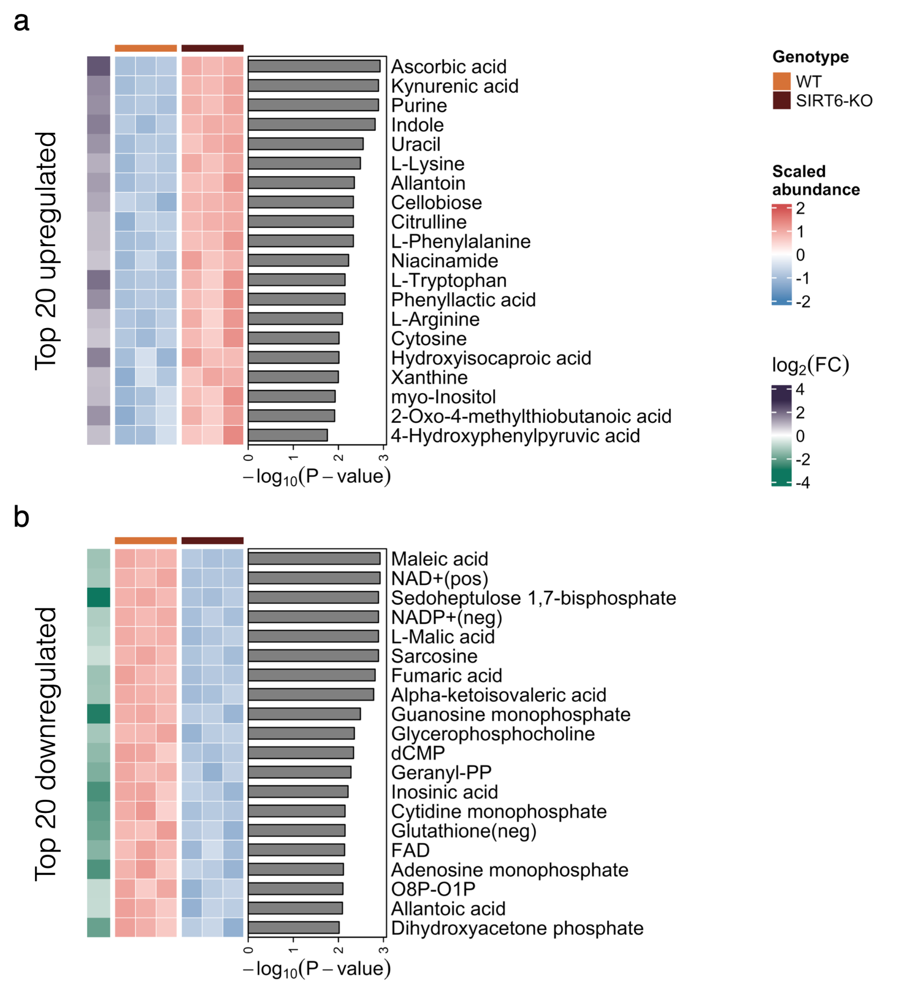 a
Top 20 upregulated
Ascorbic acid
Kynurenic acid
Purine
Indole
Uracil
L-Lysine
Allantoin
Cellobiose
Citrulline
L-Phenylalanine
Niacinamide
L-Tryptophan
Phenyllactic acid
L-Arginine
Cytosine
Hydroxyisocaproic acid
Xanthine
myo-Inositol
2-Oxo-4-methylthiobutanoic acid
4-Hydroxyphenylpyruvic acid
0 1 2 3
−log₁₀(P−value)
Genotype
WT
SIRT6-KO
Scaled
abundance
2
1
0
-1
-2
log₂(FC)
4
2
0
-2
-4
b
Top 20 downregulated
Maleic acid
NAD+(pos)
Sedoheptulose 1,7-bisphosphate
NADP+(neg)
L-Malic acid
Sarcosine
Fumaric acid
Alpha-ketoisovaleric acid
Guanosine monophosphate
Glycerophosphocholine
dCMP
Geranyl-PP
Inosinic acid
Cytidine monophosphate
Glutathione(neg)
FAD
Adenosine monophosphate
O8P-O1P
Allantoic acid
Dihydroxyacetone phosphate
0 1 2 3
−log₁₀(P−value)